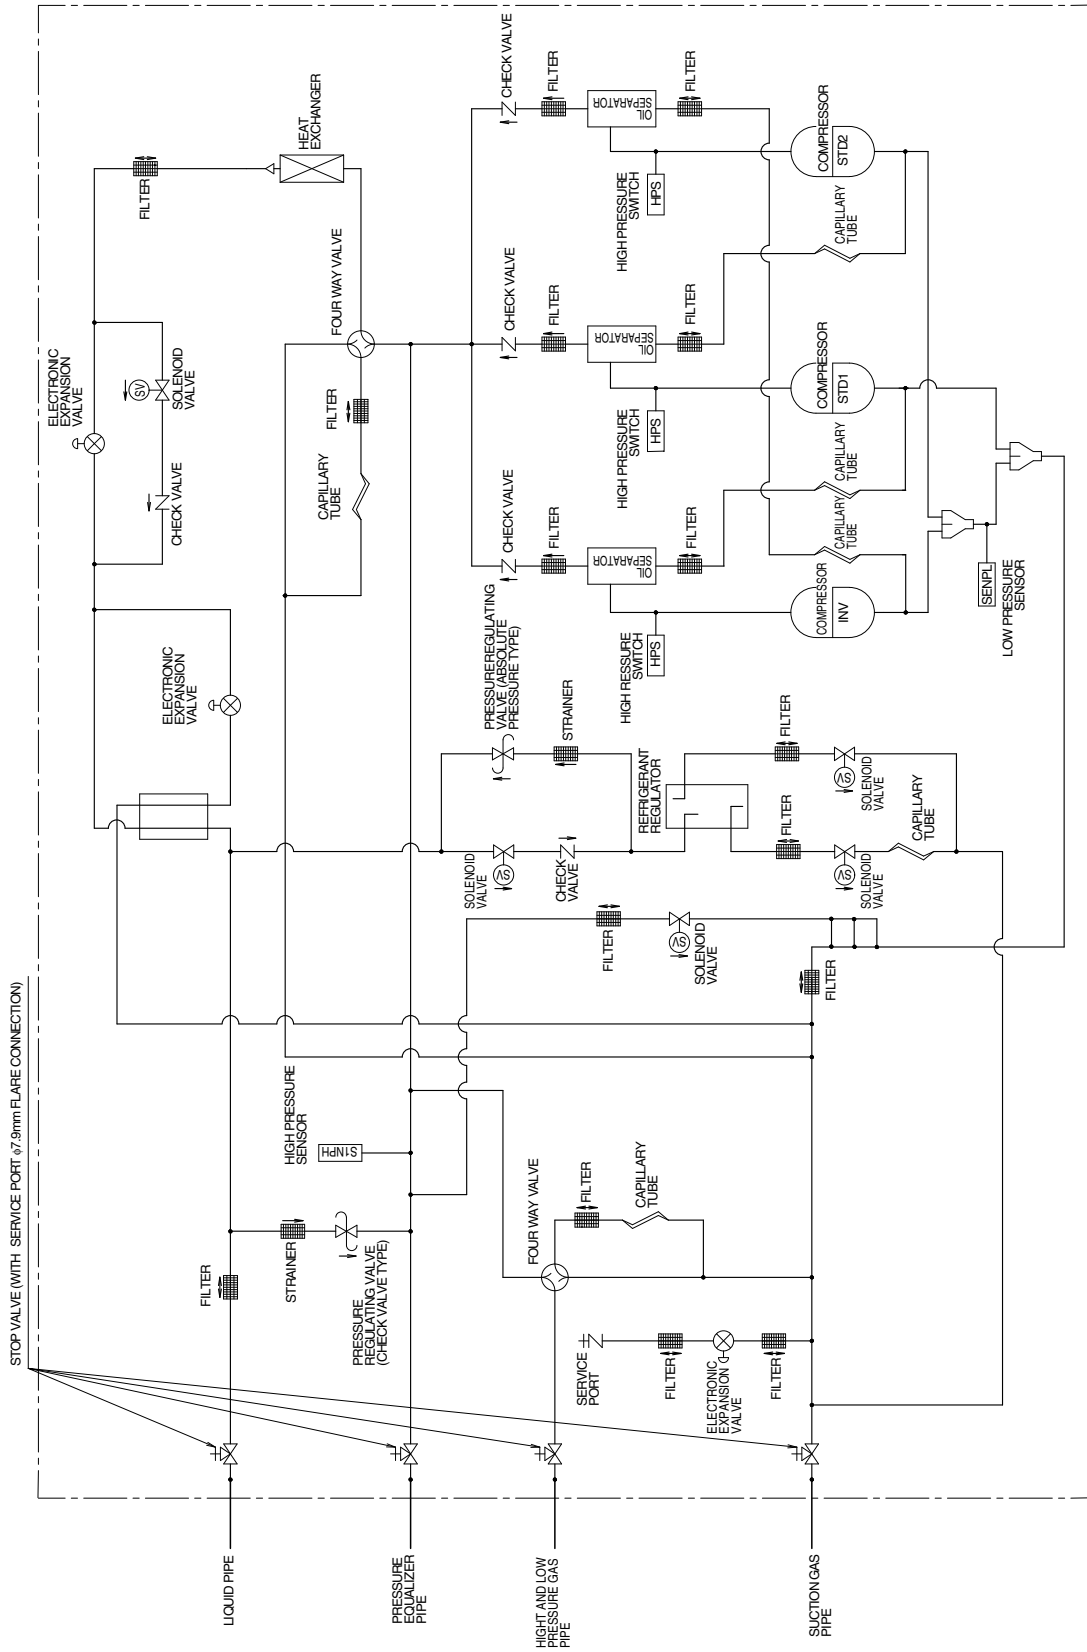 STOP VALVE (WITH SERVICE PORT φ7.9mm FLARE CONNECTION)
ELECTRONIC
EXPANSION
VALVE
SOLENOID
VALVE
SV
CHECK VALVE
FILTER
HEAT
EXCHANGER
ELECTRONIC
EXPANSION
VALVE
LIQUID PIPE
FILTER
STRAINER
HIGH PRESSURE
SENSOR
S1NPH
PRESSURE
REGULATING VALVE
(CHECK VALVE TYPE)
CAPILLARY
TUBE
FILTER
FOUR WAY VALVE
PRESSURE
EQUALIZER
PIPE
SOLENOID
VALVE
SV
CHECK
VALVE
PRESSURE REGULATING
VALVE (ABSOLUTE
PRESSURE TYPE)
STRAINER
CHECK VALVE
CHECK VALVE
CHECK VALVE
FILTER
FILTER
FILTER
HIGHT AND LOW
PRESSURE GAS
PIPE
FOUR WAY VALVE
FILTER
CAPILLARY
TUBE
FILTER
SOLENOID
VALVE
SV
REFRIGERANT
REGULATOR
OIL
SEPARATOR
OIL
SEPARATOR
OIL
SEPARATOR
HIGH RESSURE
SWITCH
HPS
HIGH PRESSURE
SWITCH
HPS
HIGH PRESSURE
SWITCH
HPS
FILTER
FILTER
FILTER
SERVICE
PORT
FILTER
ELECTRONIC
EXPANSION
VALVE
FILTER
FILTER
FILTER
SOLENOID
VALVE
SV
SOLENOID
VALVE
SV
CAPILLARY
TUBE
SUCTION GAS
PIPE
FILTER
COMPRESSOR
INV
CAPILLARY
TUBE
CAPILLARY
TUBE
COMPRESSOR
STD1
CAPILLARY
TUBE
COMPRESSOR
STD2
SENPL
LOW PRESSURE
SENSOR